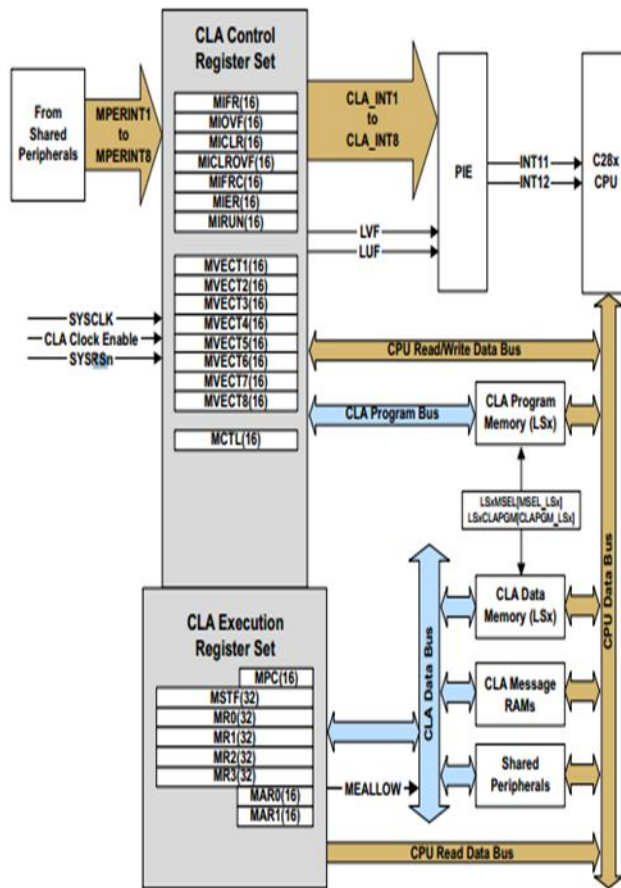 CLA Control
Register Set
From
Shared
Peripherals
MPERINT1
to
MPERINT8
MIFR(16)
MIOVF(16)
MICLR(16)
MICLROVF(16)
MIFRC(16)
MIER(16)
MIRUN(16)
CLA_INT1
to
CLA_INT8
PIE
INT11
INT12
C28x
CPU
LVF
LUF
MVECT1(16)
MVECT2(16)
MVECT3(16)
MVECT4(16)
MVECT5(16)
MVECT6(16)
MVECT7(16)
MVECT8(16)
SYSCLK
CLA Clock Enable
SYSRSn
CPU Read/Write Data Bus
CLA Program Bus
CLA Program
Memory (LSx)
MCTL(16)
LSxMSEL[MSEL_LSx]
LSxCLAPGM[CLAPGM_LSx]
CLA Data
Memory (LSx)
CLA Message
RAMs
Shared
Peripherals
CLA Data Bus
CPU Data Bus
CLA Execution
Register Set
MPC(16)
MSTF(32)
MR0(32)
MR1(32)
MR2(32)
MR3(32)
MAR0(16)
MAR1(16)
MEALLOW
CPU Read Data Bus